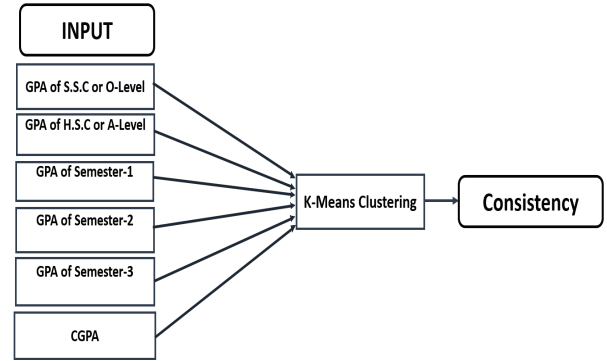 INPUT
GPA of S.S.C or O-Level
GPA of H.S.C or A-Level
GPA of Semester-1
GPA of Semester-2
GPA of Semester-3
CGPA
K-Means Clustering
Consistency